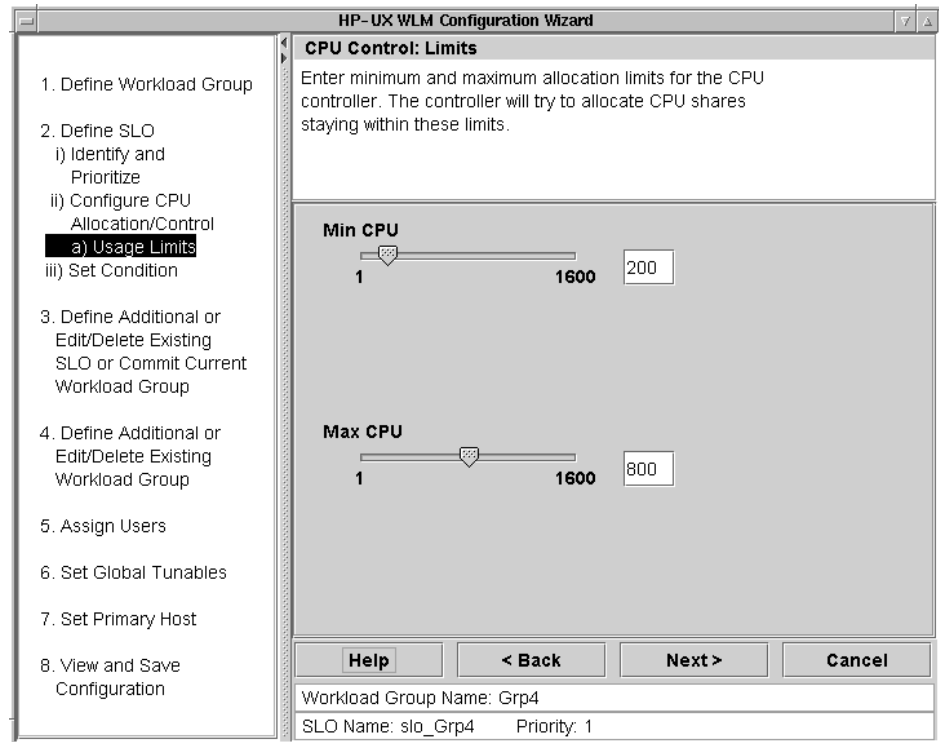 HP-UX WLM Configuration Wizard
1. Define Workload Group
2. Define SLO
i) Identify and
Prioritize
ii) Configure CPU
Allocation/Control
a) Usage Limits
iii) Set Condition
3. Define Additional or
Edit/Delete Existing
SLO or Commit Current
Workload Group
4. Define Additional or
Edit/Delete Existing
Workload Group
5. Assign Users
6. Set Global Tunables
7. Set Primary Host
8. View and Save
Configuration
CPU Control: Limits
Enter minimum and maximum allocation limits for the CPU
controller. The controller will try to allocate CPU shares
staying within these limits.
Min CPU
1 1600 200
Max CPU
1 1600 800
Help < Back Next > Cancel
Workload Group Name: Grp4
SLO Name: slo_Grp4 Priority: 1